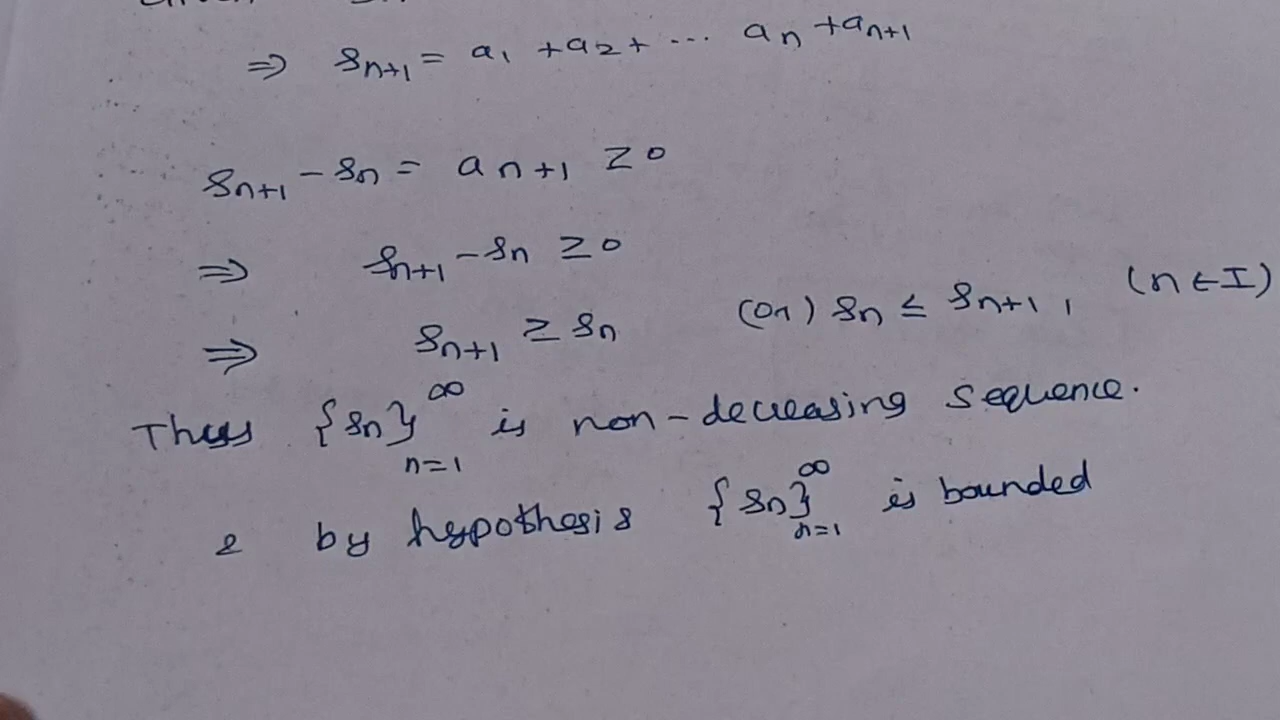 ⇒ Sn+1 = a1 + a2 + ... an + an+1
Sn+1 - Sn = an+1 ≥ 0
⇒ Sn+1 - Sn ≥ 0
⇒ Sn+1 ≥ Sn (or) Sn ≤ Sn+1, (n ∈ I)
Thus {Sn}∞n=1 is non-decreasing sequence.
& by hypothesis {Sn}∞n=1 is bounded